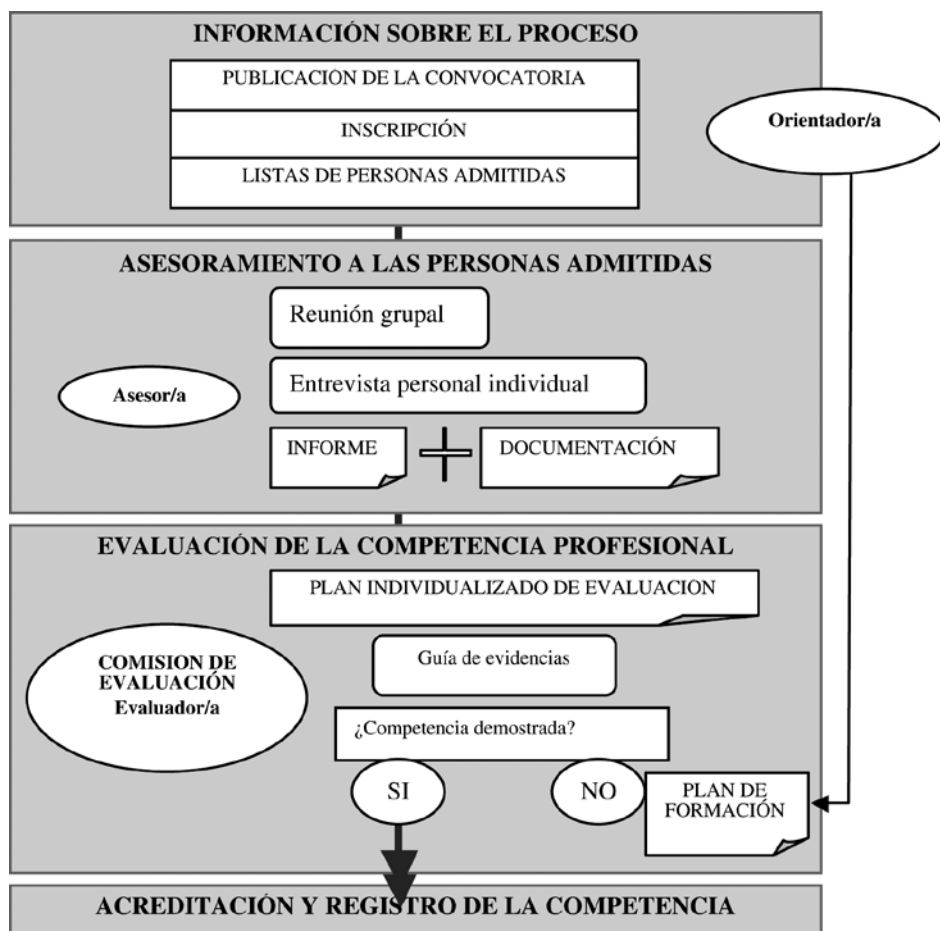 INFORMACIÓN SOBRE EL PROCESO
PUBLICACIÓN DE LA CONVOCATORIA
INSCRIPCIÓN
LISTAS DE PERSONAS ADMITIDAS
Orientador/a
ASESORAMIENTO A LAS PERSONAS ADMITIDAS
Reunión grupal
Entrevista personal individual
Asesor/a
INFORME
DOCUMENTACIÓN
EVALUACIÓN DE LA COMPETENCIA PROFESIONAL
PLAN INDIVIDUALIZADO DE EVALUACION
COMISION DE
EVALUACIÓN
Evaluador/a
Guía de evidencias
¿Competencia demostrada?
SI
NO
PLAN DE
FORMACIÓN
ACREDITACIÓN Y REGISTRO DE LA COMPETENCIA